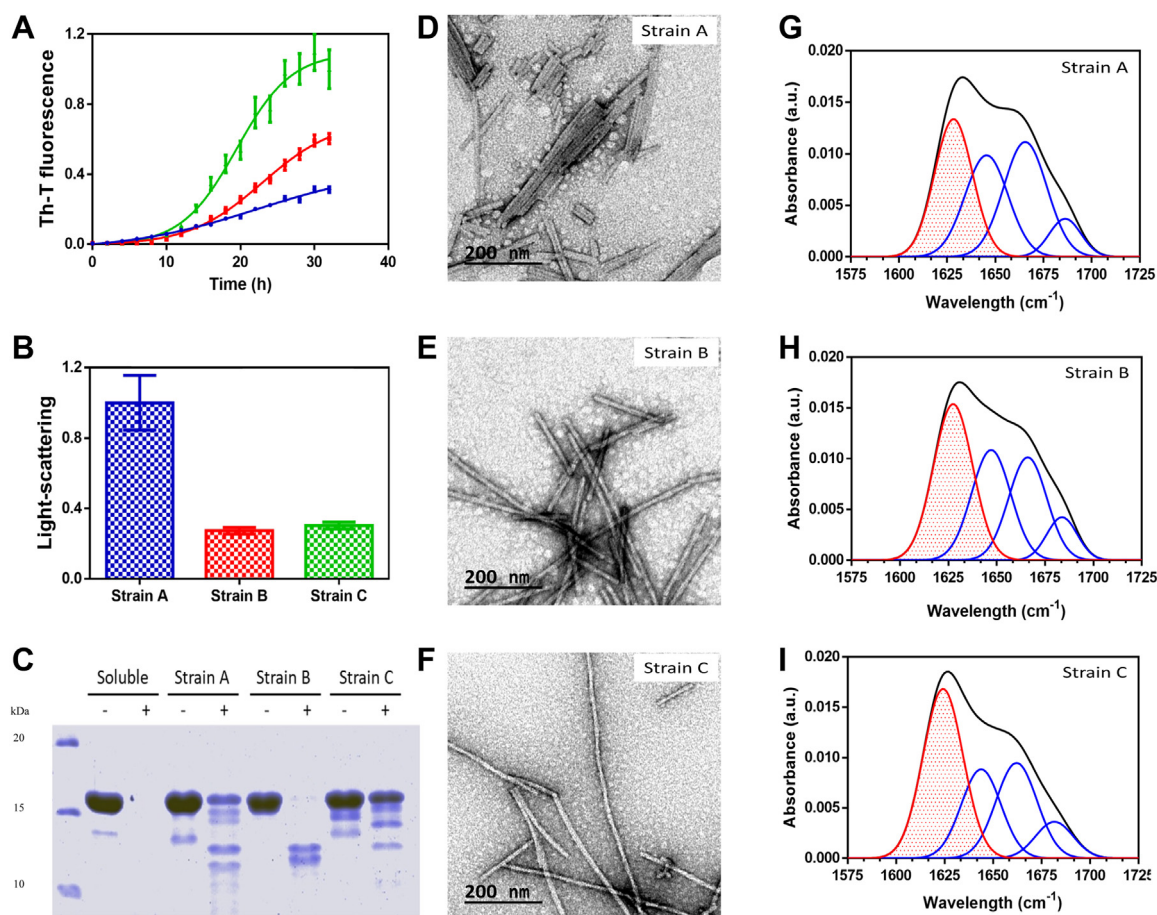 A
Th-T fluorescence
1.2
0.8
0.4
0.0
0 10 20 30 40
Time (h)
B
Light-scattering
1.2
0.8
0.4
0.0
Strain A Strain B Strain C
C
Soluble Strain A Strain B Strain C
kDa - + - + - + - +
20
15
10
D
Strain A
200 nm
E
Strain B
200 nm
F
Strain C
200 nm
G
Strain A
Absorbance (a.u.)
0.020
0.015
0.010
0.005
0.000
1575 1600 1625 1650 1675 1700 1725
Wavelength (cm-1)
H
Strain B
Absorbance (a.u.)
0.020
0.015
0.010
0.005
0.000
1575 1600 1625 1650 1675 1700 1725
Wavelength (cm-1)
I
Strain C
Absorbance (a.u.)
0.020
0.015
0.010
0.005
0.000
1575 1600 1625 1650 1675 1700 1725
Wavelength (cm-1)